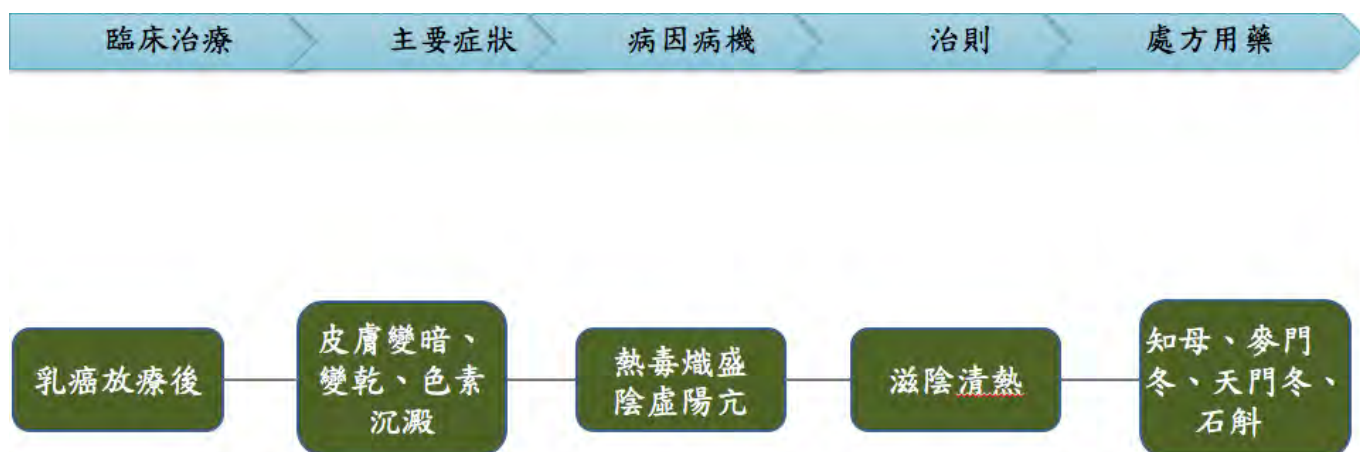 臨床治療
主要症狀
病因病機
治則
處方用藥
乳癌放療後
皮膚變暗、
變乾、色素
沉澱
熱毒熾盛
陰虛陽亢
滋陰清熱
知母、麥門
冬、天門冬、
石斛